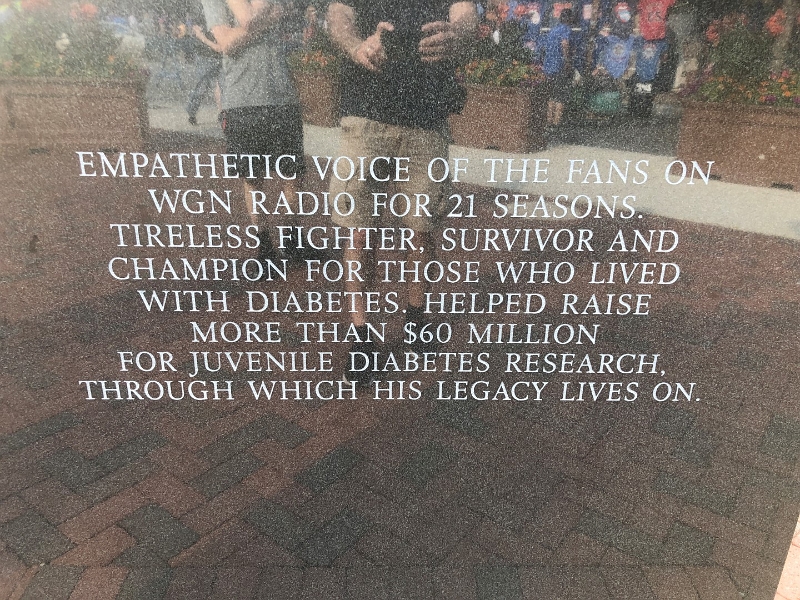 EMPATHETIC VOICE OF THE FANS ON
WGN RADIO FOR 21 SEASONS.
TIRELESS FIGHTER, SURVIVOR AND
CHAMPION FOR THOSE WHO LIVED
WITH DIABETES. HELPED RAISE
MORE THAN $60 MILLION
FOR JUVENILE DIABETES RESEARCH,
THROUGH WHICH HIS LEGACY LIVES ON.